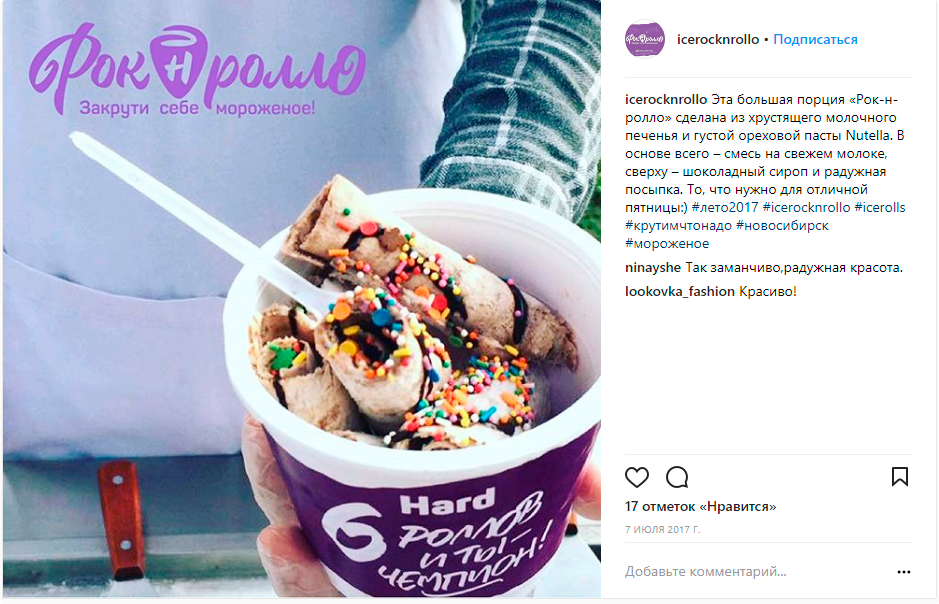 Рок н ролло
Закрути себе мороженое!
Hard
6 роллов
и ты –
чемпион!
icerocknrollo • Подписаться
icerocknrollo Эта большая порция «Рок-н-
ролло» сделана из хрустящего молочного
печенья и густой ореховой пасты Nutella. В
основе всего – смесь на свежем молоке,
сверху – шоколадный сироп и радужная
посыпка. То, что нужно для отличной
пятницы:) #лето2017 #icerocknrollo #icerolls
#крутимчтонадо #новосибирск
#мороженое
ninayshe Так заманчиво,радужная красота.
lookovka_fashion Красиво!
17 отметок «Нравится»
7 ИЮЛЯ 2017 Г.
Добавьте комментарий...